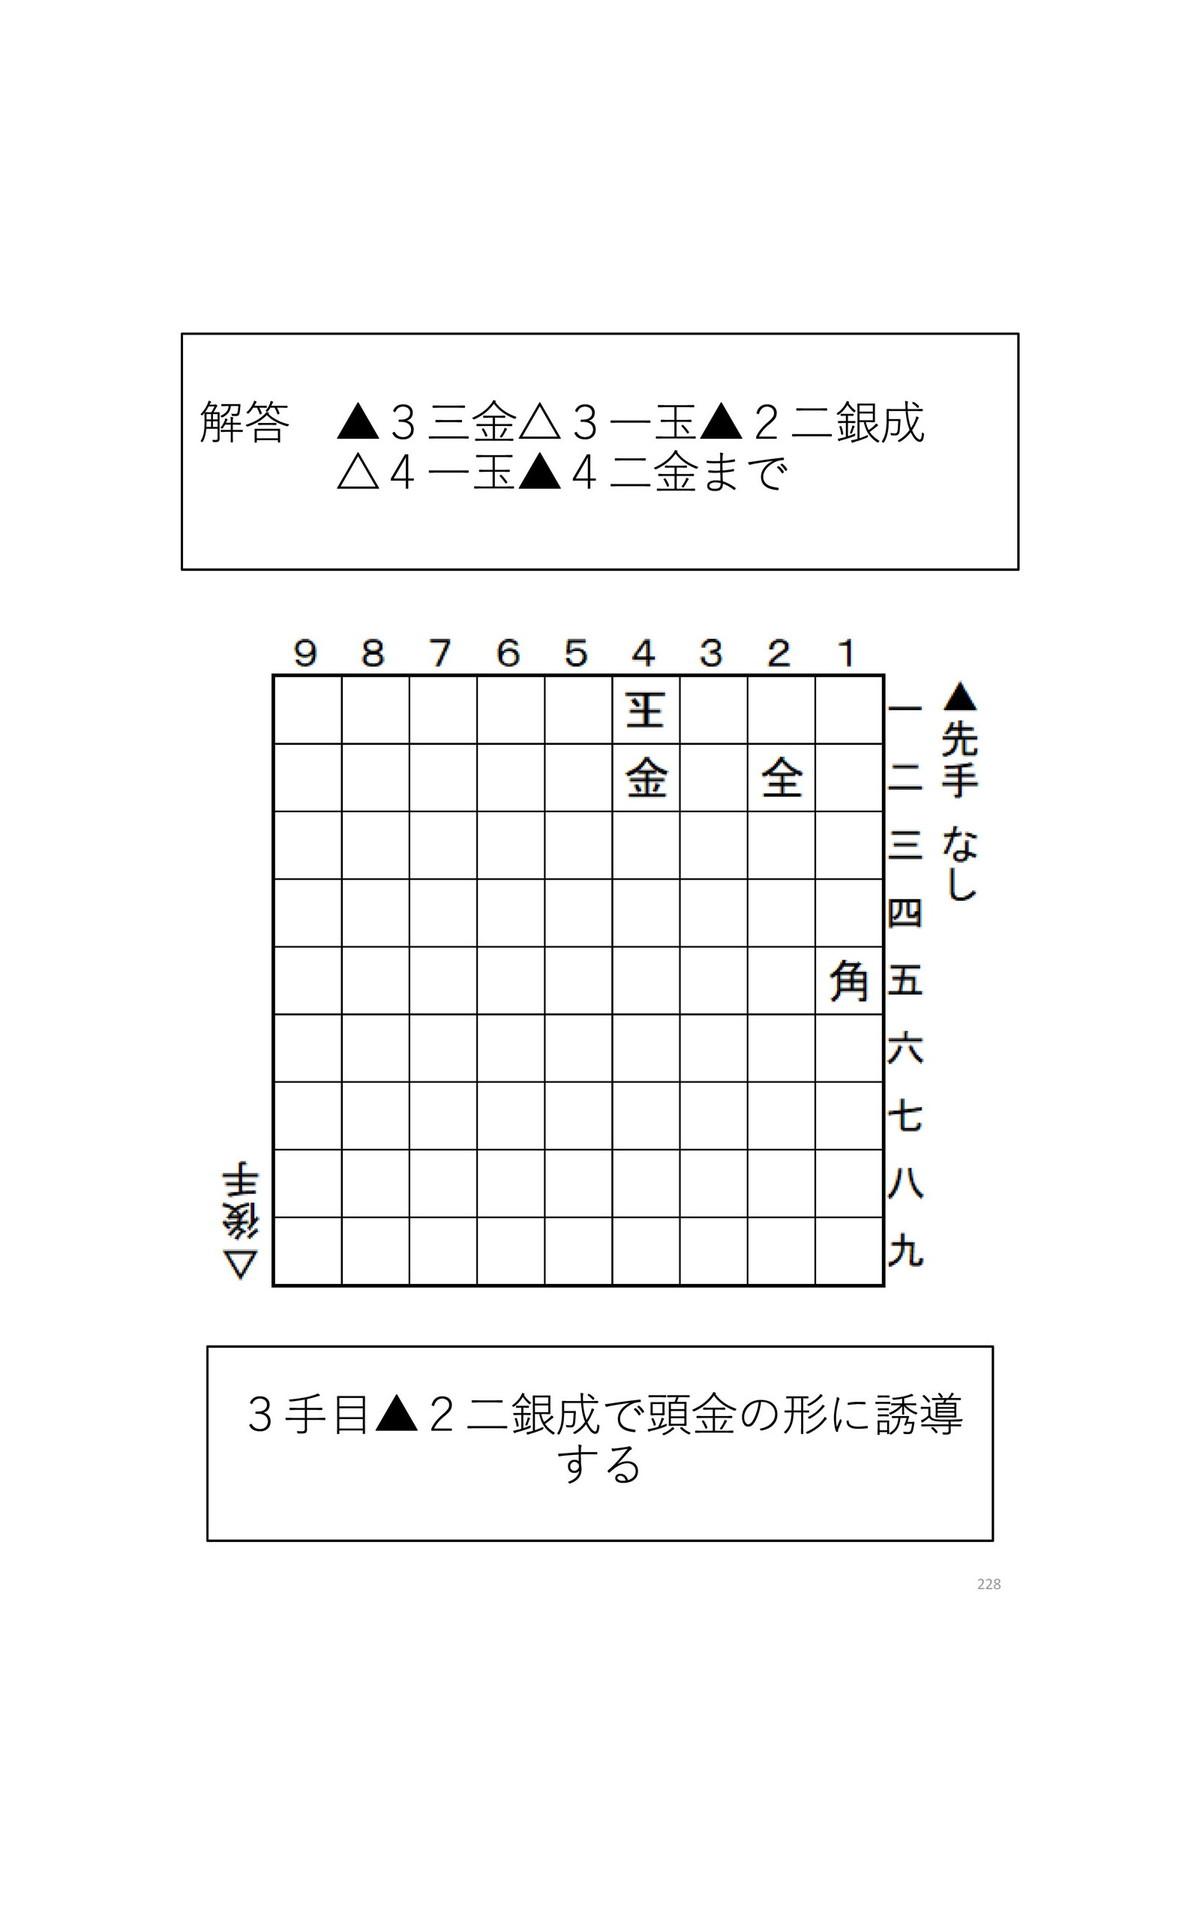 解答　▲３三金△３一玉▲２二銀成
△４一玉▲４二金まで
9 8 7 6 5 4 3 2 1
王
金 全
角
一
二
三
四
五
六
七
八
九
▲先手 なし
△後手
３手目▲２二銀成で頭金の形に誘導
する
228